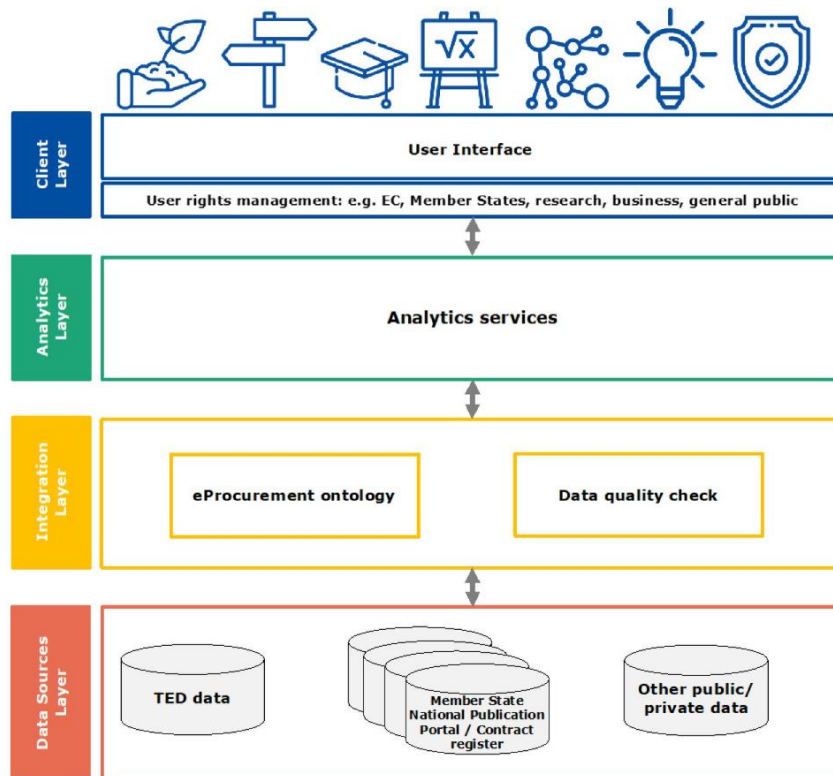 √x
Client
Layer
User Interface
User rights management: e.g. EC, Member States, research, business, general public
Analytics
Layer
Analytics services
Integration
Layer
eProcurement ontology
Data quality check
Data Sources
Layer
TED data
Member State
National Publication
Portal / Contract
register
Other public/
private data